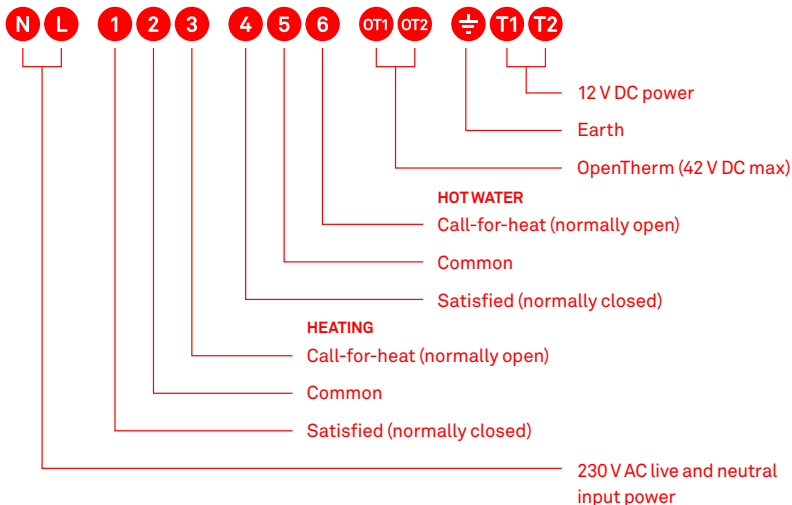 N L 1 2 3 4 5 6 OT1 OT2 T1 T2
12 V DC power
Earth
OpenTherm (42 V DC max)
HOT WATER
Call-for-heat (normally open)
Common
Satisfied (normally closed)
HEATING
Call-for-heat (normally open)
Common
Satisfied (normally closed)
230 V AC live and neutral
input power